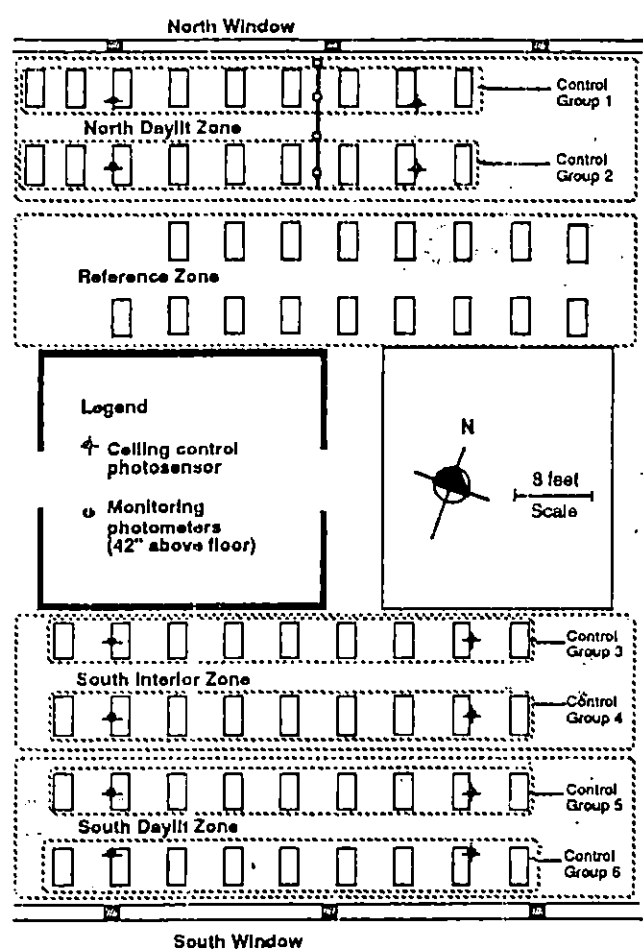 North Window
Control
Group 1
North Daylit Zone
Control
Group 2
Reference Zone
Legend
Ceiling control
photosensor
Monitoring
photometers
(42" above floor)
N
8 feet
Scale
Control
Group 3
South Interior Zone
Control
Group 4
Control
Group 5
South Daylit Zone
Control
Group 6
South Window